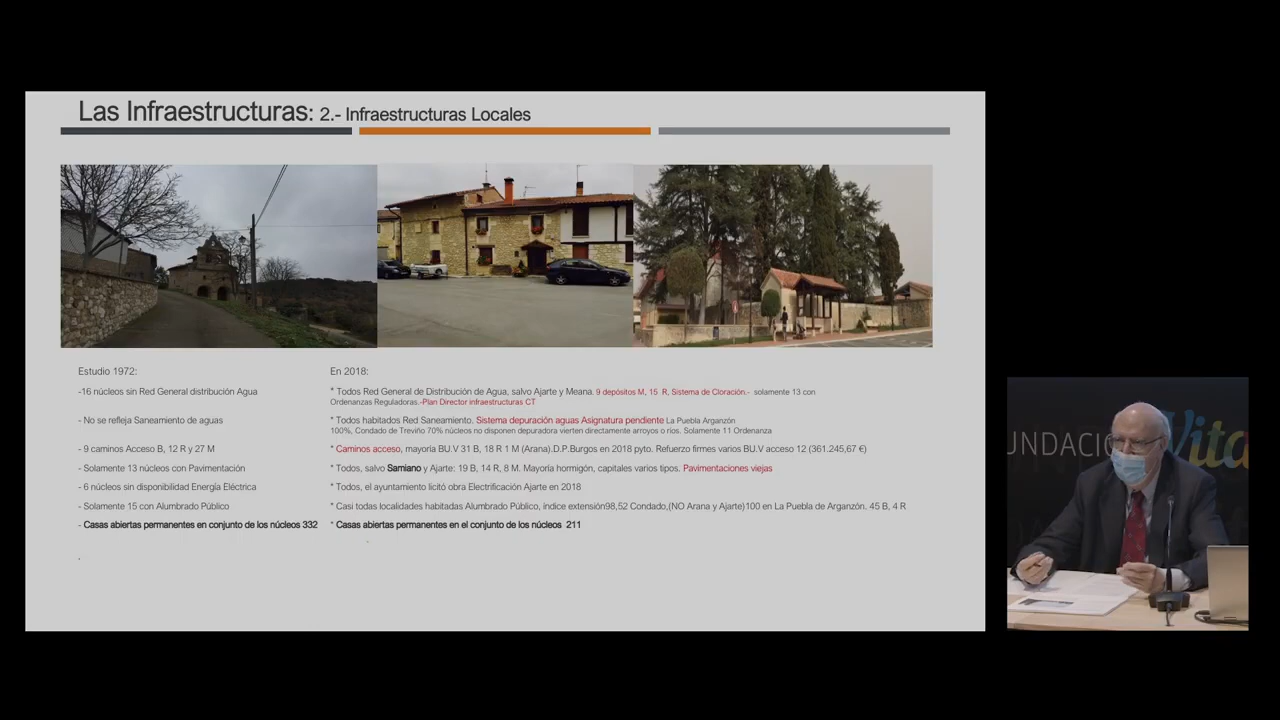 Las Infraestructuras: 2.- Infraestructuras Locales
Estudio 1972:
-16 núcleos sin Red General distribución Agua
- No se refleja Saneamiento de aguas
- 9 caminos Acceso B, 12 R y 27 M
- Solamente 13 núcleos con Pavimentación
- 6 núcleos sin disponibilidad Energía Eléctrica
- Solamente 15 con Alumbrado Público
- Casas abiertas permanentes en conjunto de los núcleos 332
.
En 2018:
* Todos Red General de Distribución de Agua, salvo Ajarte y Meana. 9 depósitos M, 15 R, Sistema de Cloración.- solamente 13 con
Ordenanzas Reguladoras.-Plan Director infraestructuras CT
* Todos habitados Red Saneamiento. Sistema depuración aguas Asignatura pendiente La Puebla Arganzón
100%, Condado de Treviño 70% núcleos no disponen depuradora vierten directamente arroyos o rios. Solamente 11 Ordenanza
* Caminos acceso, mayoría BU.V 31 B, 18 R 1 M (Arana).D.P.Burgos en 2018 pyto. Refuerzo firmes varios BU.V acceso 12 (361.245,67 €)
* Todos, salvo Samiano y Ajarte: 19 B, 14 R, 8 M. Mayoría hormigón, capitales varios tipos. Pavimentaciones viejas
* Todos, el ayuntamiento licitó obra Electrificación Ajarte en 2018
* Casi todas localidades habitadas Alumbrado Público, índice extensión98,52 Condado,(NO Arana y Ajarte)100 en La Puebla de Arganzón. 45 B, 4 R
* Casas abiertas permanentes en el conjunto de los núcleos 211
UNDACIÓ Vita